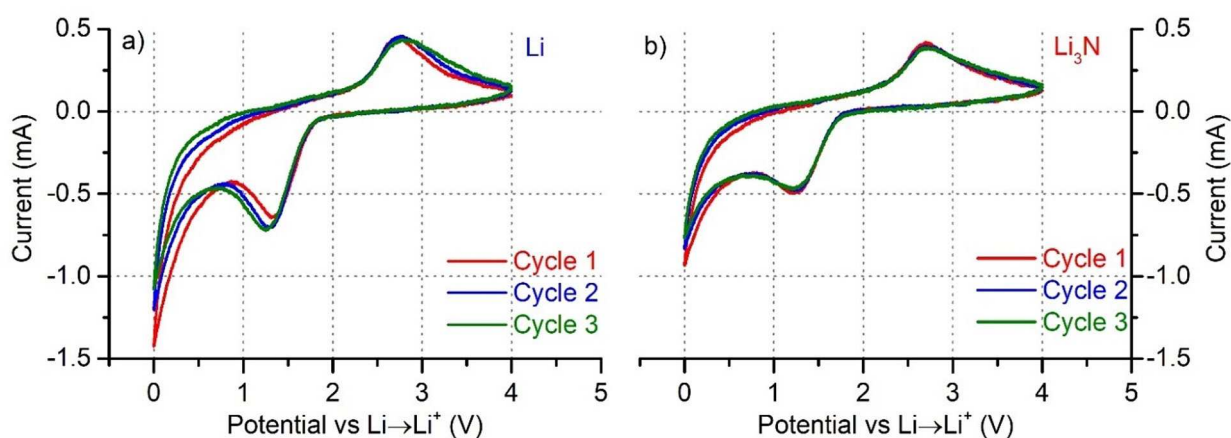 a)
Li
0.5
0.0
-0.5
-1.0
-1.5
Current (mA)
Cycle 1
Cycle 2
Cycle 3
0 1 2 3 4 5
Potential vs Li→Li⁺ (V)
b)
Li₃N
Cycle 1
Cycle 2
Cycle 3
0 1 2 3 4 5
Potential vs Li→Li⁺ (V)
0.5
0.0
-0.5
-1.0
-1.5
Current (mA)